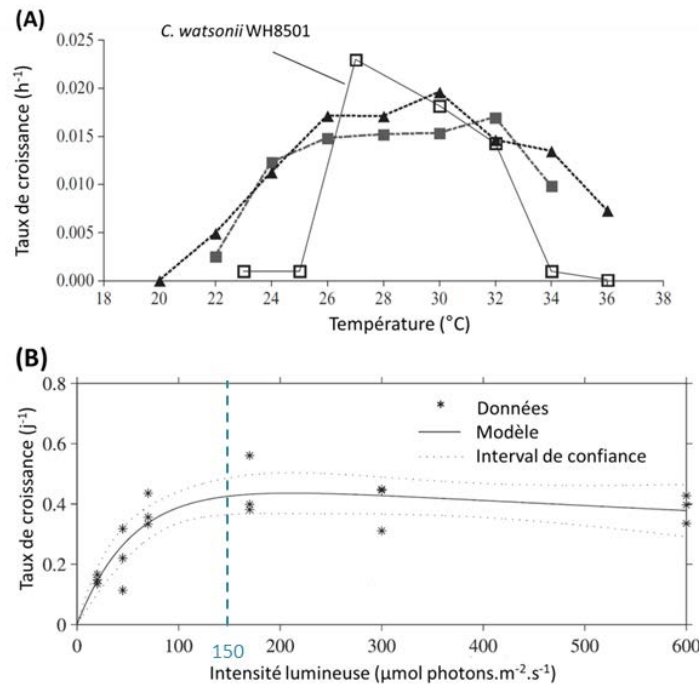 (A)
C. watsonii WH8501
Taux de croissance (h⁻¹)
0.025
0.020
0.015
0.010
0.005
0.000
18 20 22 24 26 28 30 32 34 36 38
Température (°C)
(B)
Taux de croissance (j⁻¹)
0.8
0.6
0.4
0.2
0
Données
Modèle
Interval de confiance
0 100 150 200 300 400 500 600
Intensité lumineuse (µmol photons.m⁻².s⁻¹)